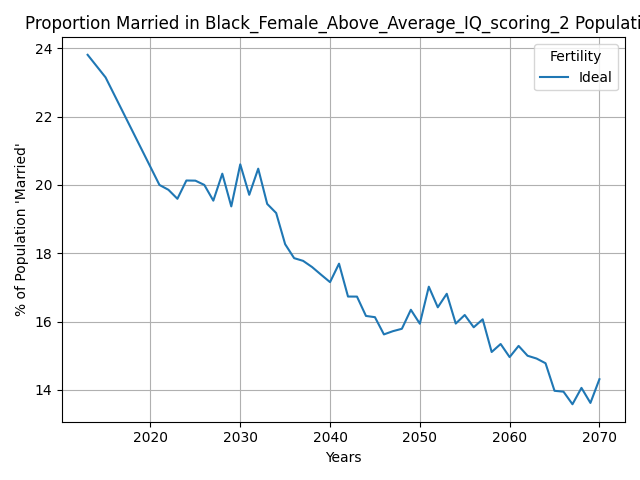 Proportion Married in Black_Female_Above_Average_IQ_scoring_2 Populati
24
22
20
18
16
14
% of Population 'Married'
Fertility
Ideal
2020 2030 2040 2050 2060 2070
Years